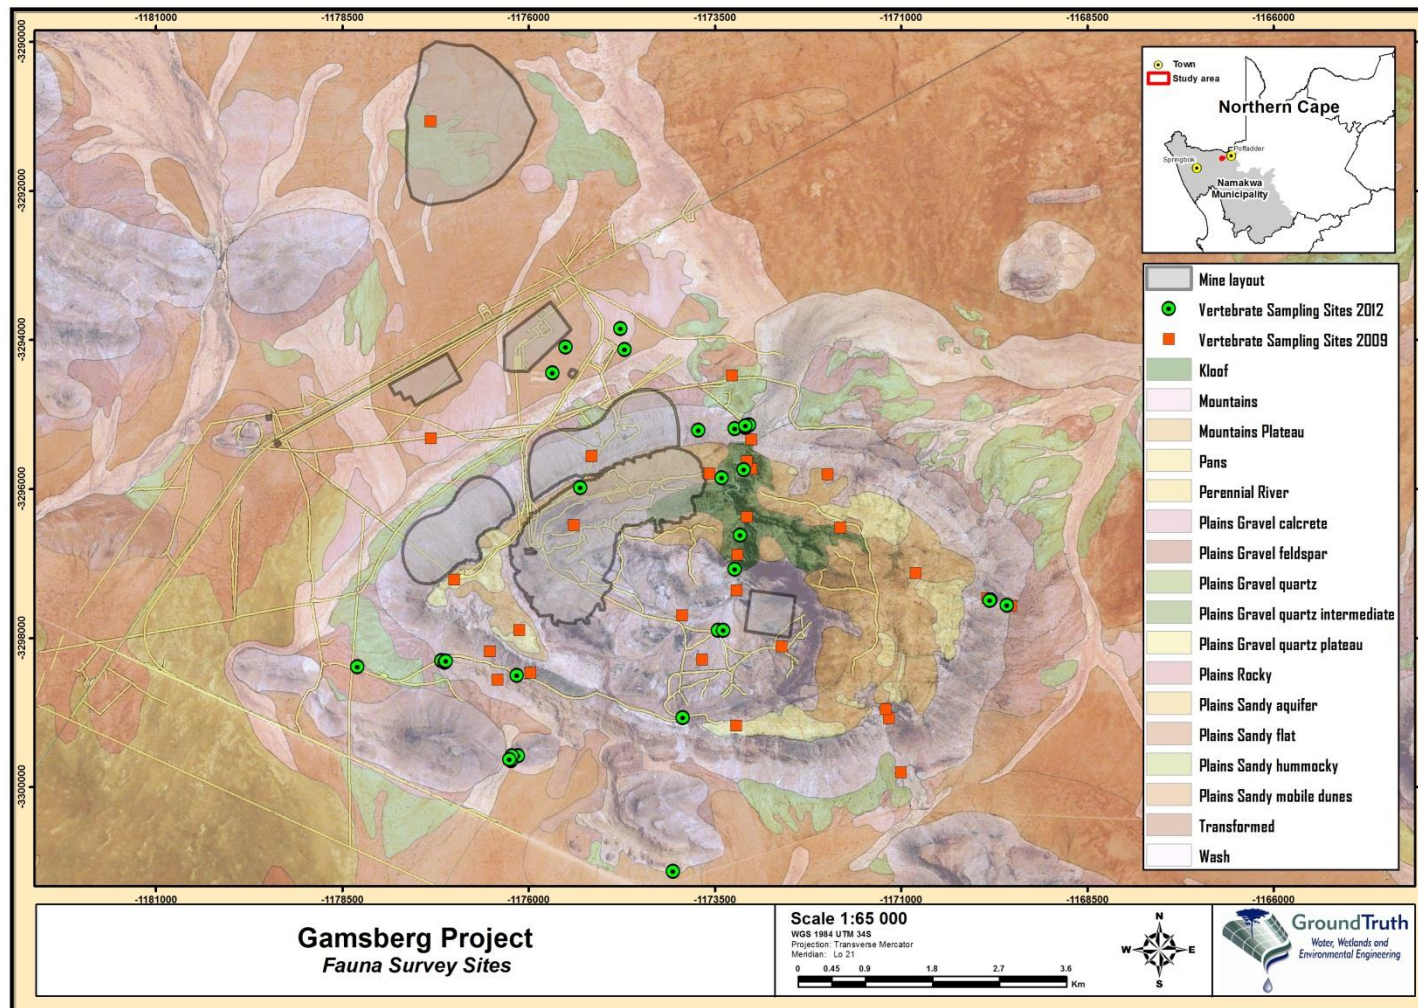 -1181000 -1178500 -1176000 -1173500 -1171000 -1168500 -1166000
-3290000
-3292000
-3294000
-3296000
-3298000
-3300000
Town
Study area
Northern Cape
Springbok
Poffadder
Namakwa
Municipality
Mine layout
Vertebrate Sampling Sites 2012
Vertebrate Sampling Sites 2009
Kloof
Mountains
Mountains Plateau
Pans
Perennial River
Plains Gravel calcrete
Plains Gravel feldspar
Plains Gravel quartz
Plains Gravel quartz intermediate
Plains Gravel quartz plateau
Plains Rocky
Plains Sandy aquifer
Plains Sandy flat
Plains Sandy hummocky
Plains Sandy mobile dunes
Transformed
Wash
-1181000 -1178500 -1176000 -1173500 -1171000 -1168500 -1166000
Gamsberg Project
Fauna Survey Sites
Scale 1:65 000
WGS 1984 UTM 34S
Projection: Transverse Mercator
Meridian: Lo 21
0 0.45 0.9 1.8 2.7 3.6
Km
N
W E
S
GroundTruth
Water, Wetlands and
Environmental Engineering